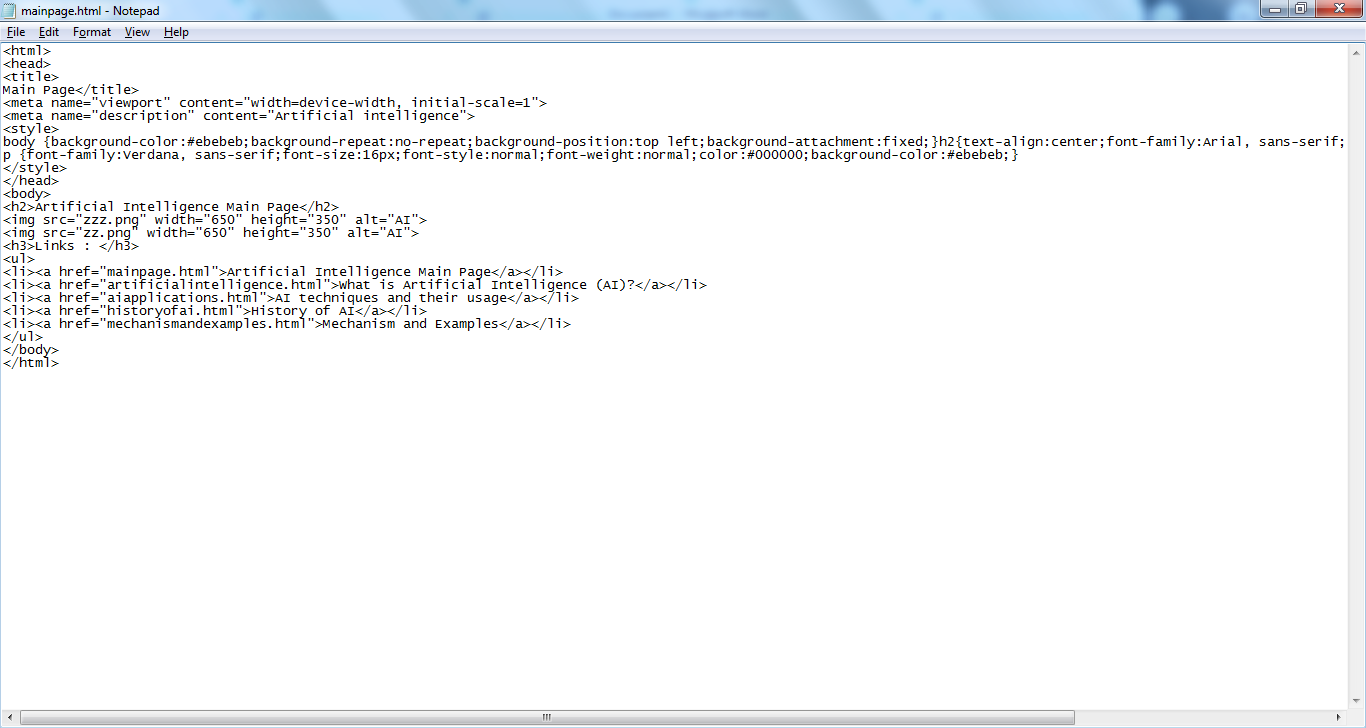 mainpage.html - Notepad
File Edit Format View Help
<html>
<head>
<title>
Main Page</title>
<meta name="viewport" content="width=device-width, initial-scale=1">
<meta name="description" content="Artificial intelligence">
<style>
body {background-color:#ebebeb;background-repeat:no-repeat;background-position:top left;background-attachment:fixed;}h2{text-align:center;font-family:Arial, sans-serif;
p {font-family:Verdana, sans-serif;font-size:16px;font-style:normal;font-weight:normal;color:#000000;background-color:#ebebeb;}
</style>
</head>
<body>
<h2>Artificial Intelligence Main Page</h2>
<img src="zzz.png" width="650" height="350" alt="AI">
<img src="zz.png" width="650" height="350" alt="AI">
<h3>Links : </h3>
<ul>
<li><a href="mainpage.html">Artificial Intelligence Main Page</a></li>
<li><a href="artificialintelligence.html">What is Artificial Intelligence (AI)?</a></li>
<li><a href="aiapplications.html">AI techniques and their usage</a></li>
<li><a href="historyofai.html">History of AI</a></li>
<li><a href="mechanismandexamples.html">Mechanism and Examples</a></li>
</ul>
</body>
</html>